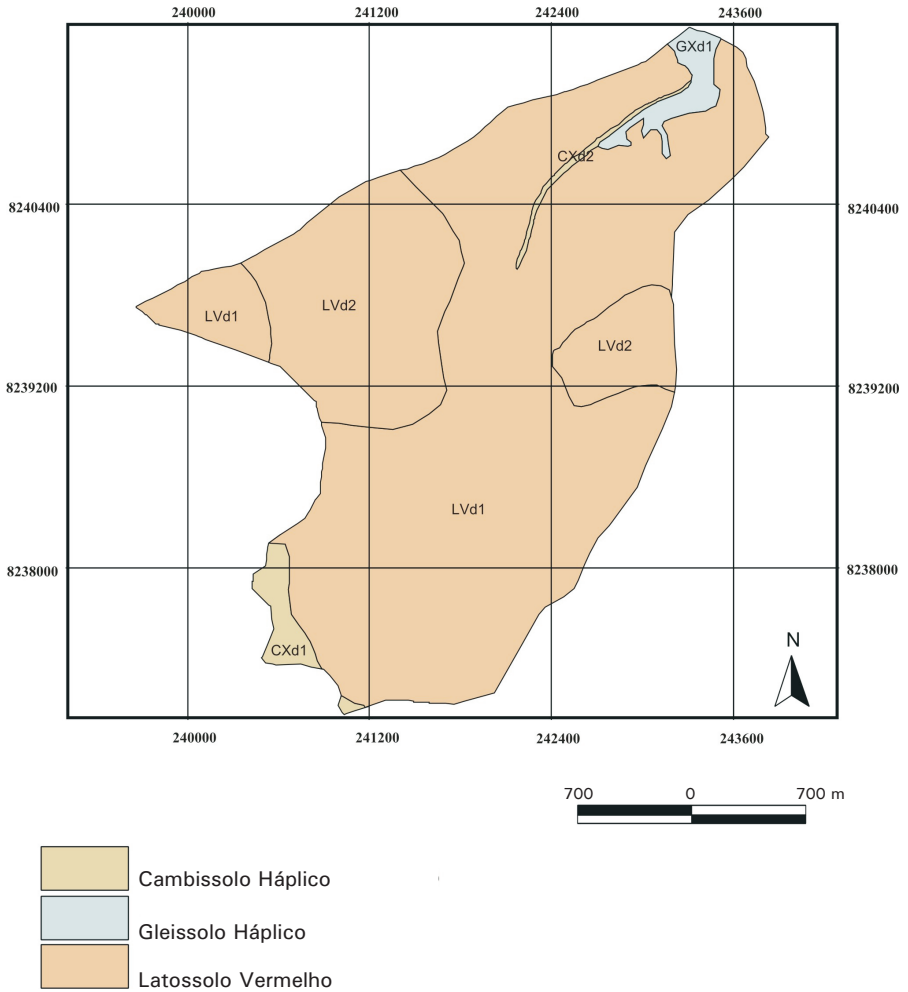 240000 241200 242400 243600
GXd1
CXd2
8240400 8240400
LVd1 LVd2
LVd2
8239200 8239200
LVd1
8238000 8238000
CXd1
N
240000 241200 242400 243600
700 0 700 m
Cambissolo Háplico
Gleissolo Háplico
Latossolo Vermelho